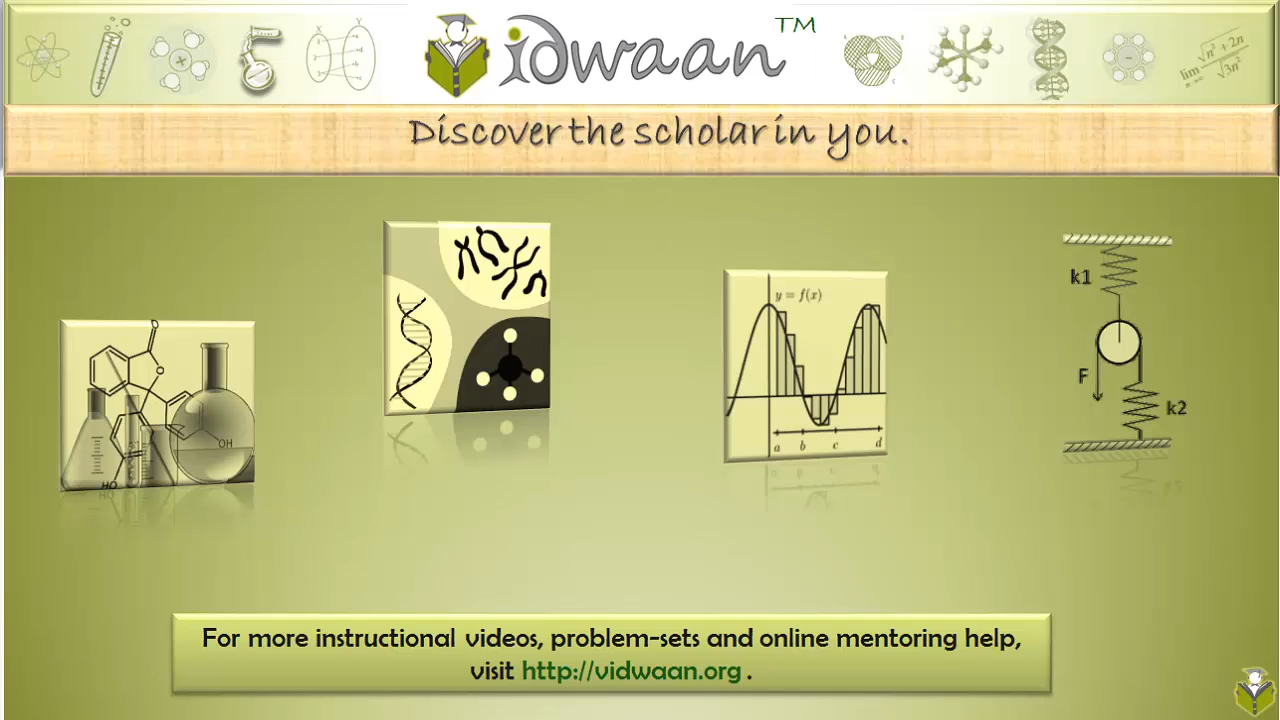 idwaan™
Discover the scholar in you.
y = f(x)
a b c d
OH
HO
k1
F
k2
For more instructional videos, problem-sets and online mentoring help,
visit http://vidwaan.org .